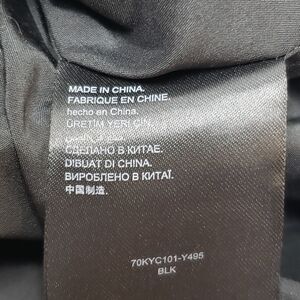 MADE IN CHINA.
FABRIQUE EN CHINE.
hecho en China.
ÜRETİM YERİ ÇİN
СДЕЛАНО В КИТАЕ.
DIBUAT DI CHINA.
ВИРОБЛЕНО В КИТАЇ.
中国制造.
70KYC101-Y495
BLK